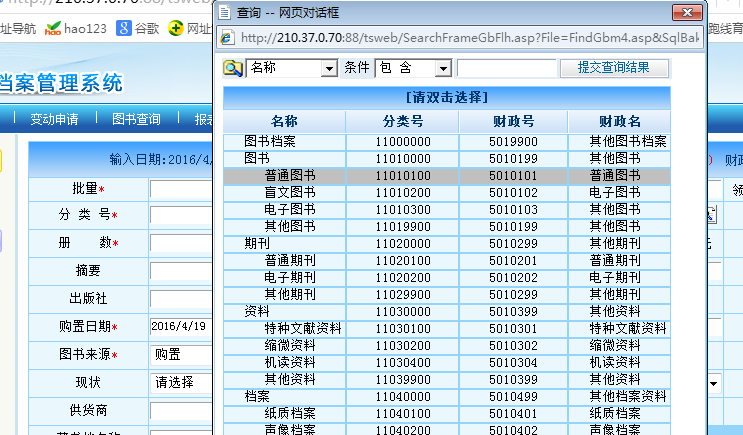 查询 -- 网页对话框
http://210.37.0.70:88/tsweb
http://210.37.0.70:88/tsweb/SearchFrameGbFlh.asp?File=FindGbm4.asp&SqlBak
址导航 hao123 谷歌 网址
跑线育
名称 条件 包 含 提交查询结果
档案管理系统
[请双击选择]
变动申请 图书查询 报表
名称 分类号 财政号 财政名
图书档案 11000000 5019900 其他图书档案
图书 11010000 5010199 其他图书
普通图书 11010100 5010101 普通图书
盲文图书 11010200 5010102 电子图书
电子图书 11010300 5010103 其他图书
其他图书 11019900 5010199 其他图书
期刊 11020000 5010299 其他期刊
普通期刊 11020100 5010201 普通期刊
电子期刊 11020200 5010202 电子期刊
其他期刊 11029900 5010299 其他期刊
资料 11030000 5010399 其他资料
特种文献资料 11030100 5010301 特种文献资料
缩微资料 11030200 5010302 缩微资料
机读资料 11030400 5010304 机读资料
其他资料 11039900 5010399 其他资料
档案 11040000 5010499 其他档案资料
纸质档案 11040100 5010401 纸质档案
声像档案 11040200 5010402 声像档案
输入日期:2016/4/
) 财政
批量*
领
分 类 号*
册 数*
元
摘要
出版社
购置日期* 2016/4/19
图书来源* 购置
现状 请选择
供货商